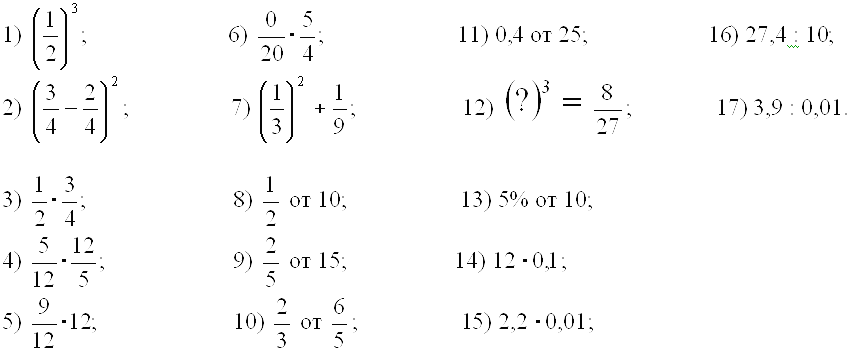 1) (1/2)³;
2) (3/4 − 2/4)²;
3) 1/2 · 3/4;
4) 5/12 · 12/5;
5) 9/12 · 12;
6) 0/20 · 5/4;
7) (1/3)² + 1/9;
8) 1/2 от 10;
9) 2/5 от 15;
10) 2/3 от 6/5;
11) 0,4 от 25;
12) (?)³ = 8/27;
13) 5% от 10;
14) 12 · 0,1;
15) 2,2 · 0,01;
16) 27,4 : 10;
17) 3,9 : 0,01.